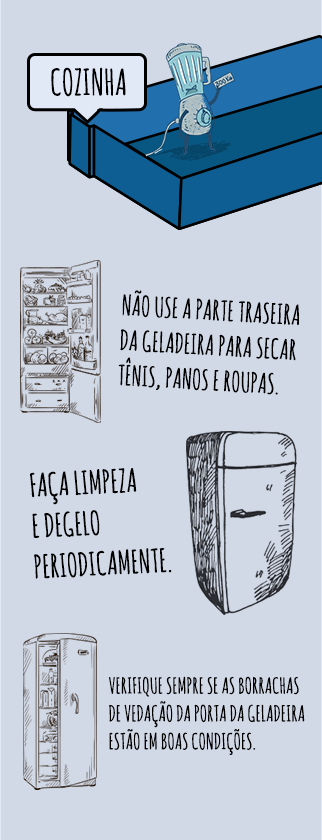 COZINHA
NÃO USE A PARTE TRASEIRA
DA GELADEIRA PARA SECAR
TÊNIS, PANOS E ROUPAS.
FAÇA LIMPEZA
E DEGELO
PERIODICAMENTE.
VERIFIQUE SEMPRE SE AS BORRACHAS
DE VEDAÇÃO DA PORTA DA GELADEIRA
ESTÃO EM BOAS CONDIÇÕES.